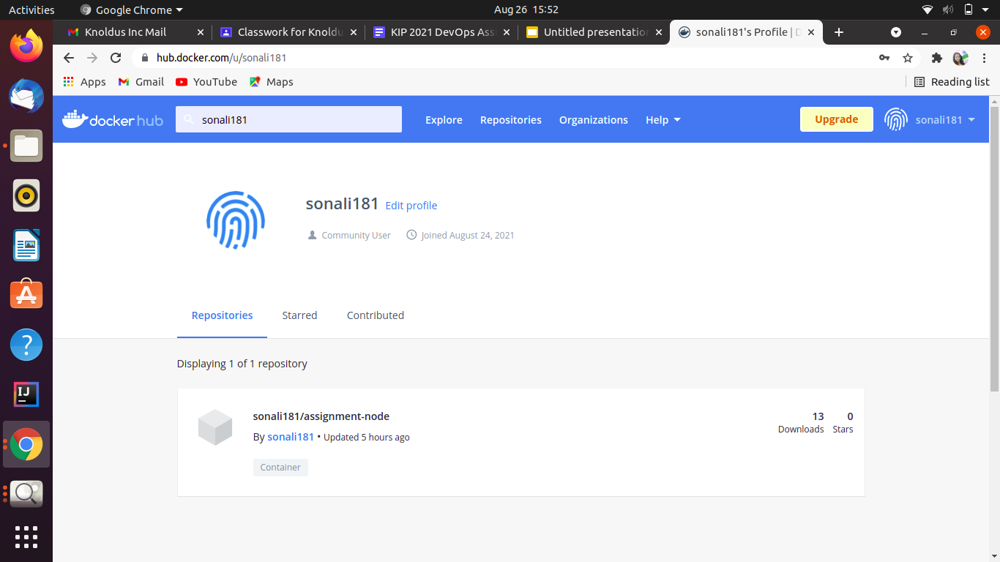 Activities Google Chrome Aug 26 15:52
Knoldus Inc Mail Classwork for Knoldu KIP 2021 DevOps Ass Untitled presentation sonali181's Profile | D
hub.docker.com/u/sonali181
Apps Gmail YouTube Maps Reading list
docker hub sonali181 Explore Repositories Organizations Help Upgrade sonali181
sonali181 Edit profile
Community User Joined August 24, 2021
Repositories Starred Contributed
Displaying 1 of 1 repository
sonali181/assignment-node 13 0
Downloads Stars
By sonali181 • Updated 5 hours ago
Container
IJ